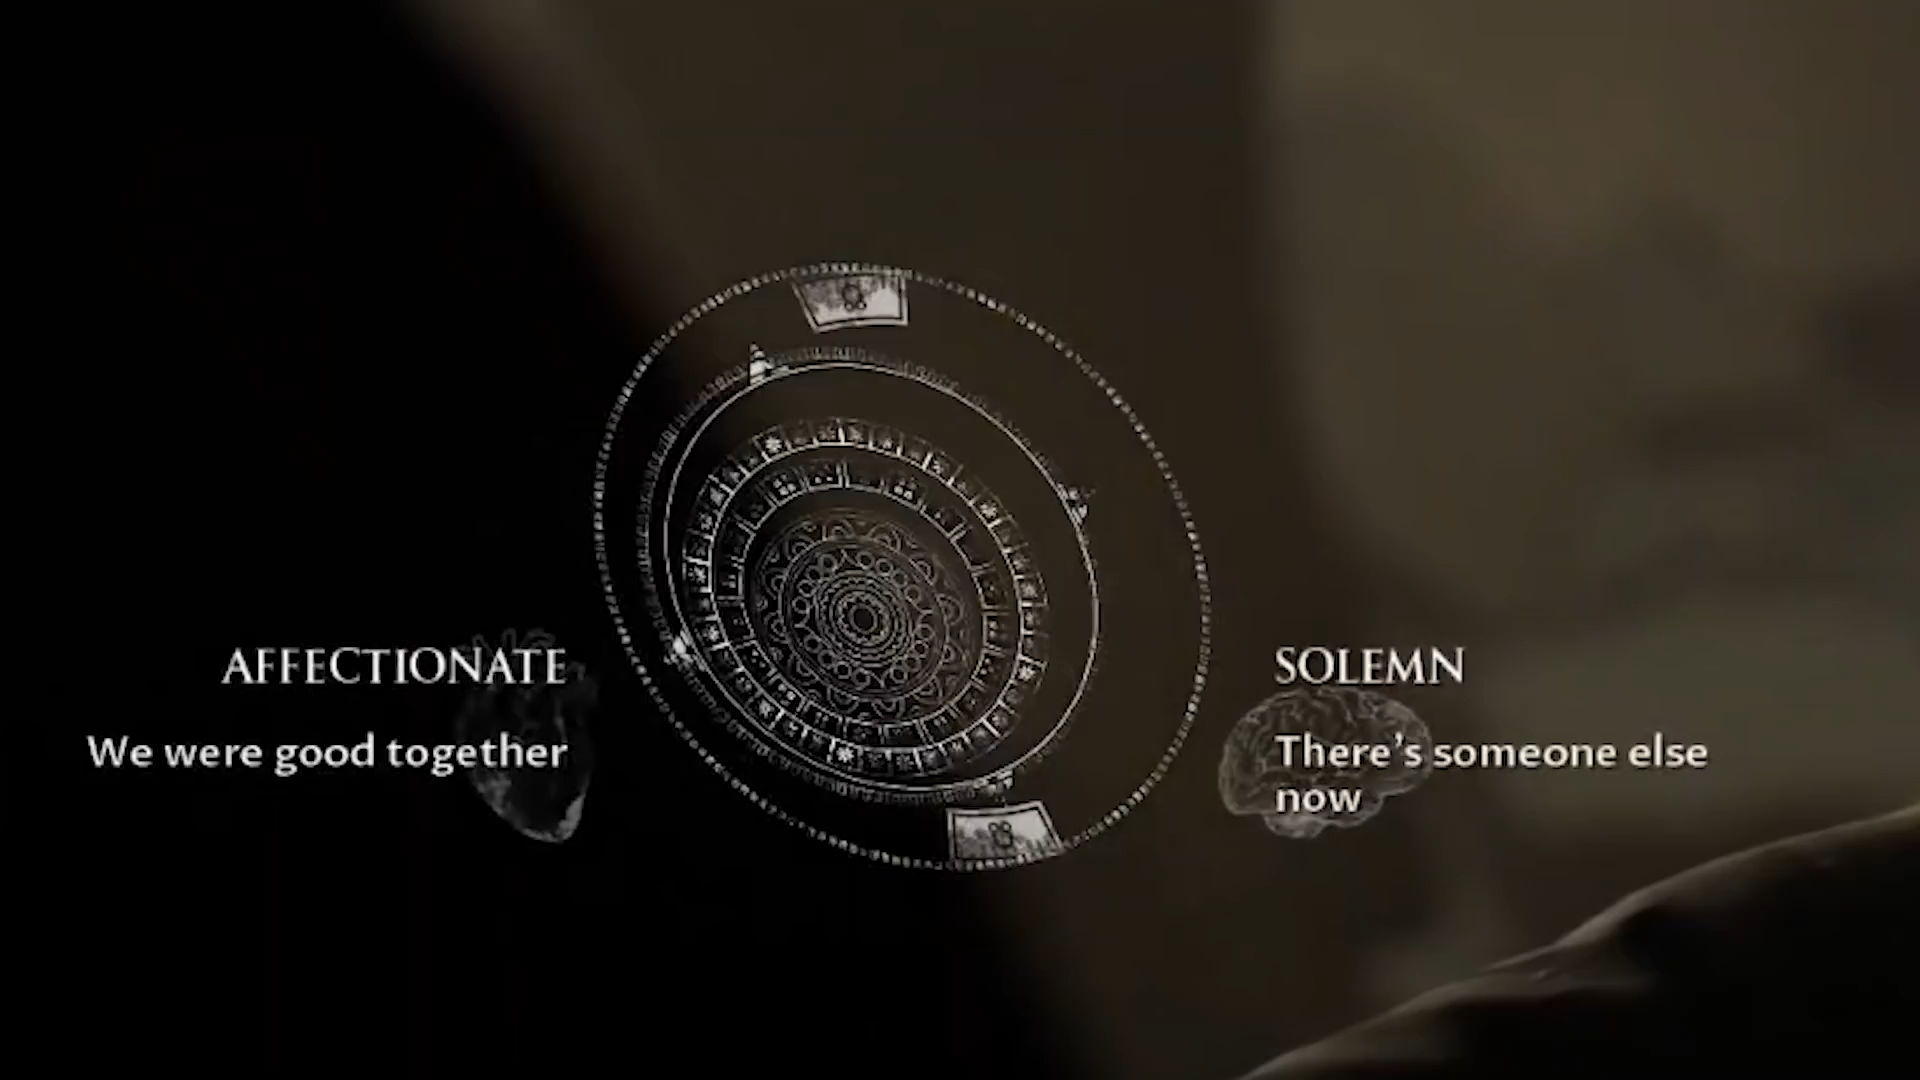 AFFECTIONATE
We were good together
SOLEMN
There's someone else
now